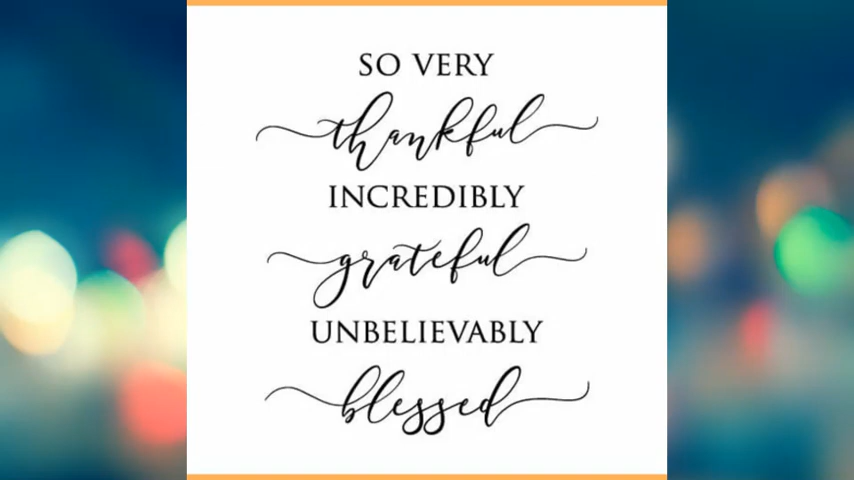 SO VERY
thankful
INCREDIBLY
grateful
UNBELIEVABLY
blessed